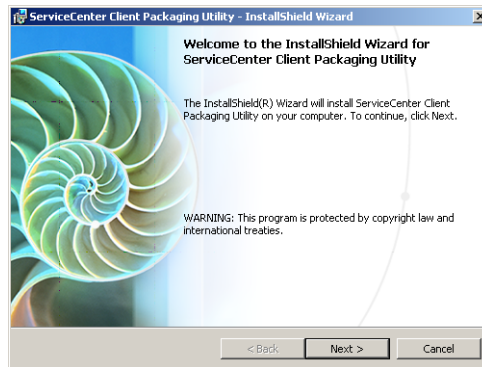 ServiceCenter Client Packaging Utility - InstallShield Wizard
Welcome to the InstallShield Wizard for
ServiceCenter Client Packaging Utility
The InstallShield(R) Wizard will install ServiceCenter Client
Packaging Utility on your computer. To continue, click Next.
WARNING: This program is protected by copyright law and
international treaties.
< Back
Next >
Cancel